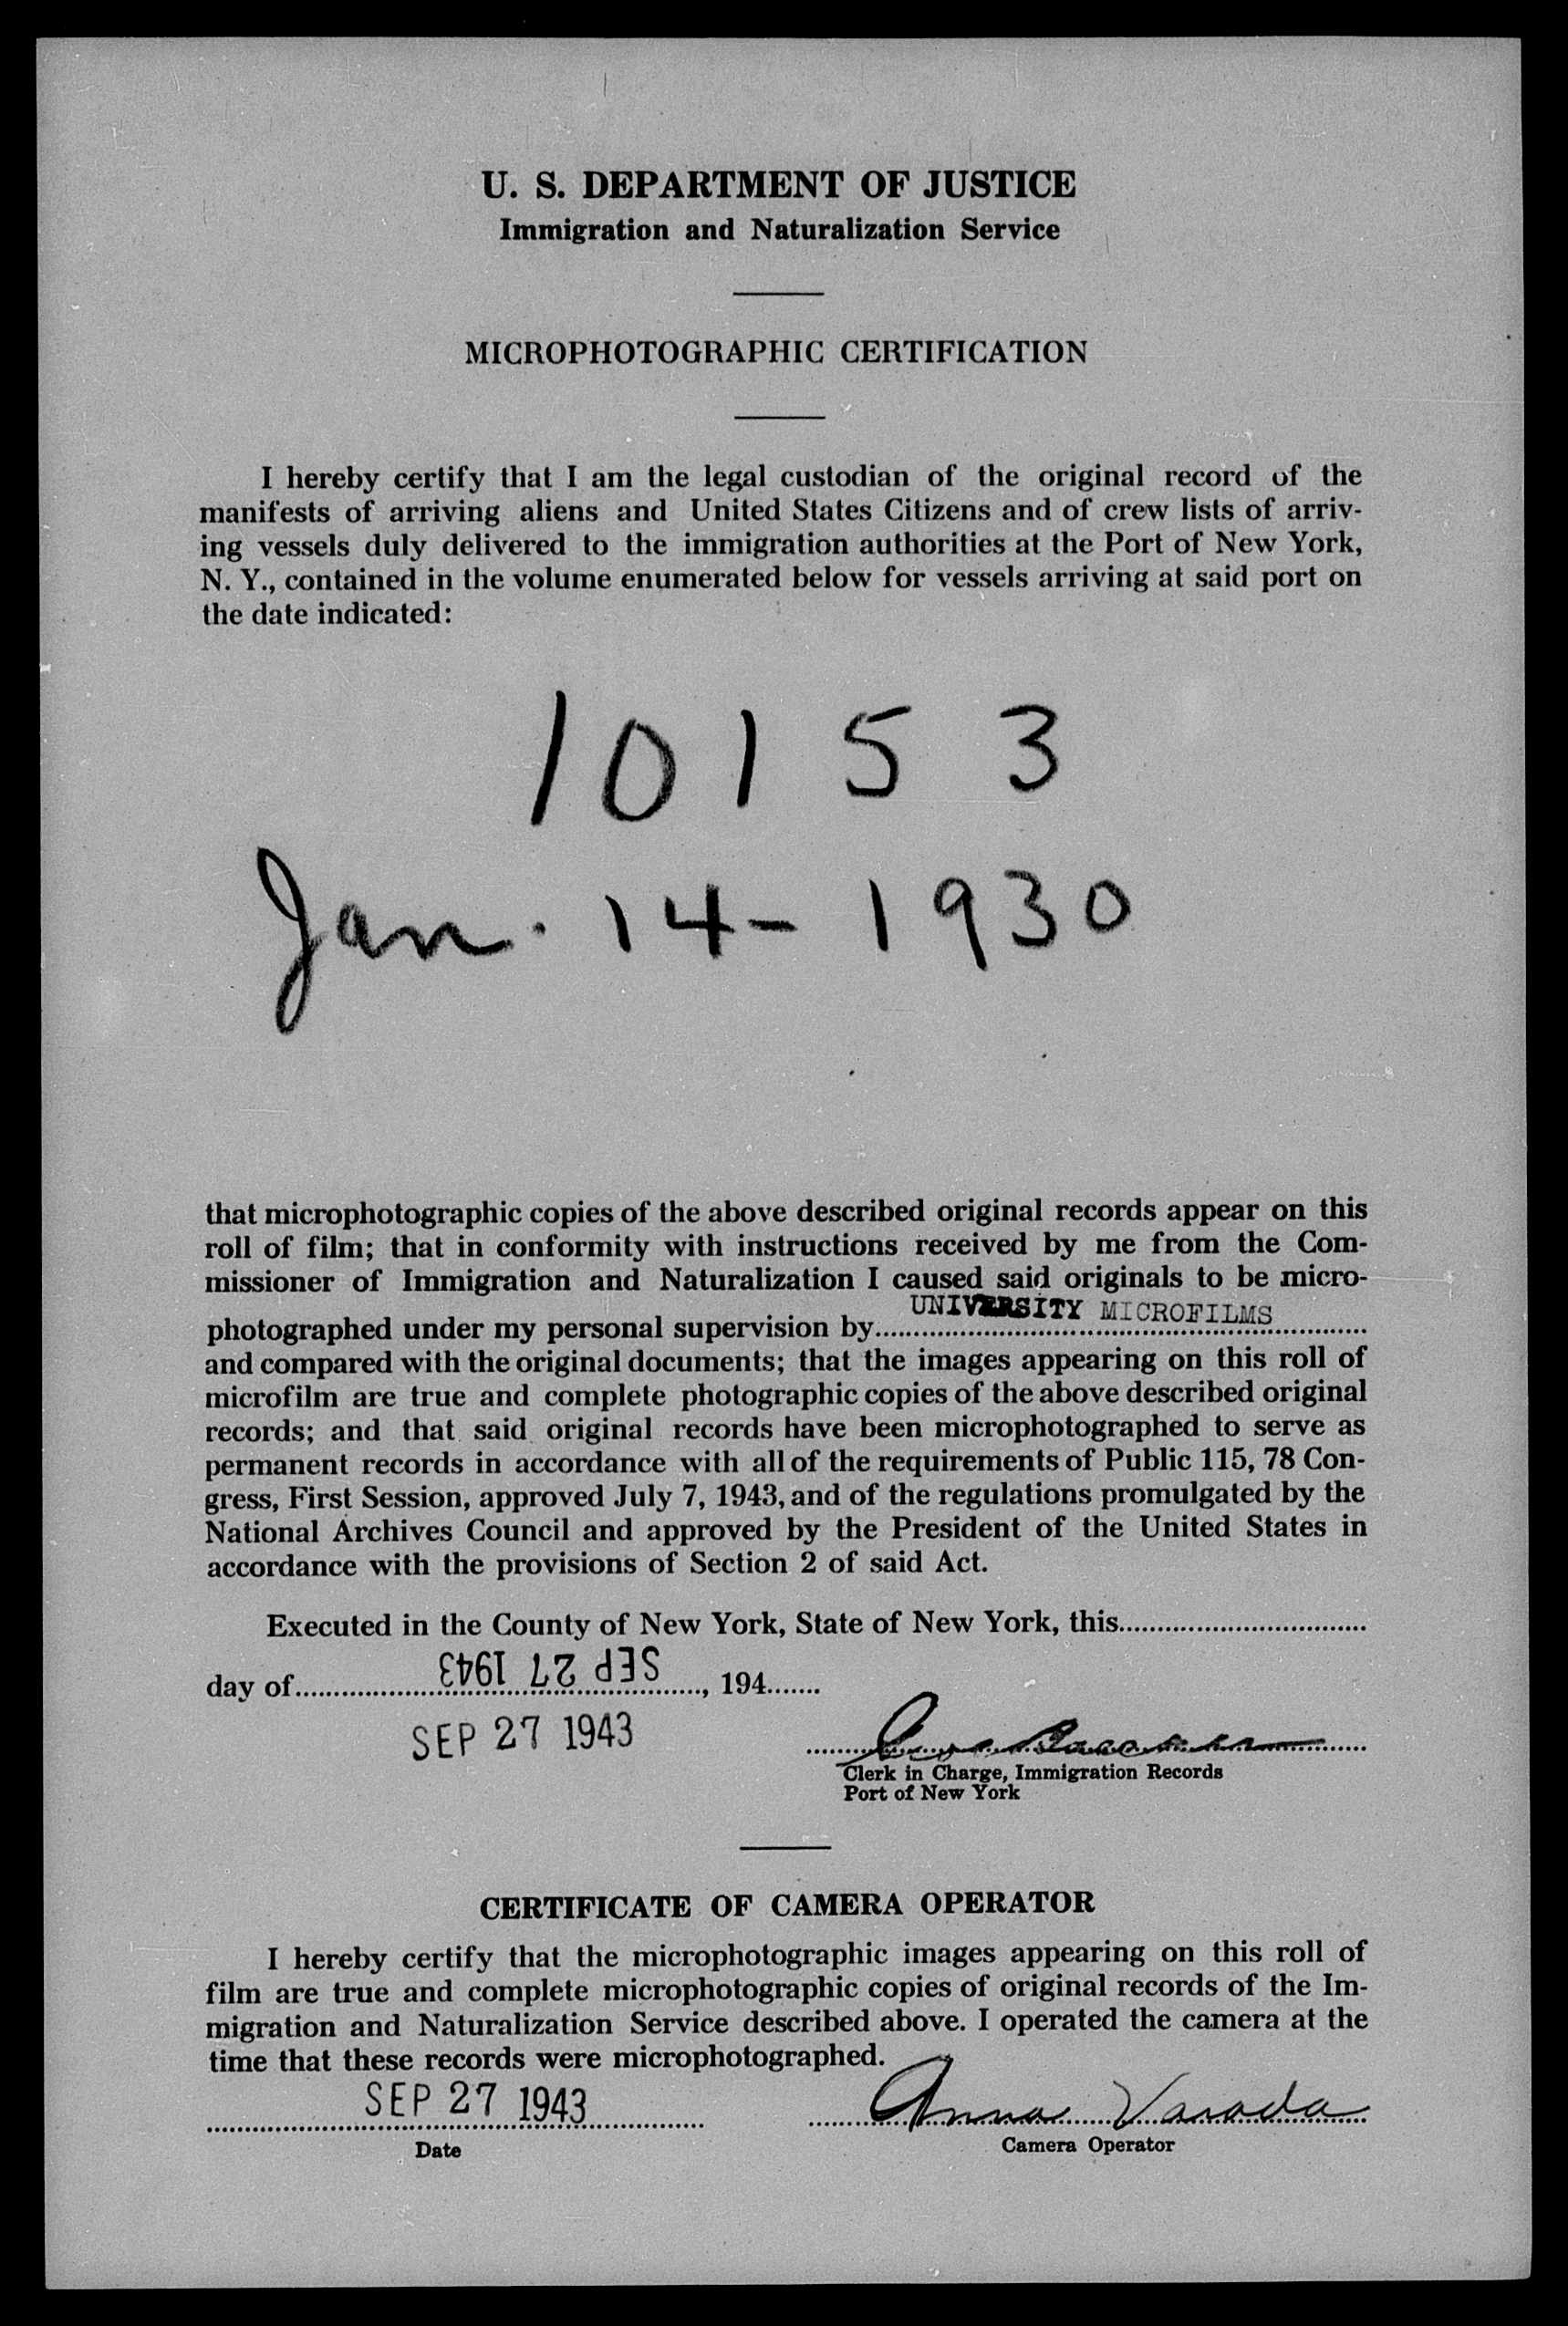 U. S. DEPARTMENT OF JUSTICE
Immigration and Naturalization Service
MICROPHOTOGRAPHIC CERTIFICATION
I hereby certify that I am the legal custodian of the original record of the
manifests of arriving aliens and United States Citizens and of crew lists of arriv-
ing vessels duly delivered to the immigration authorities at the Port of New York,
N. Y., contained in the volume enumerated below for vessels arriving at said port on
the date indicated:
10153
Jan. 14- 1930
that microphotographic copies of the above described original records appear on this
roll of film; that in conformity with instructions received by me from the Com-
missioner of Immigration and Naturalization I caused said originals to be micro-
photographed under my personal supervision by UNIVERSITY MICROFILMS
and compared with the original documents; that the images appearing on this roll of
microfilm are true and complete photographic copies of the above described original
records; and that said original records have been microphotographed to serve as
permanent records in accordance with all of the requirements of Public 115, 78 Con-
gress, First Session, approved July 7, 1943, and of the regulations promulgated by the
National Archives Council and approved by the President of the United States in
accordance with the provisions of Section 2 of said Act.
Executed in the County of New York, State of New York, this
day of SEP 27 1943, 194
SEP 27 1943
Clerk in Charge, Immigration Records
Port of New York
CERTIFICATE OF CAMERA OPERATOR
I hereby certify that the microphotographic images appearing on this roll of
film are true and complete microphotographic copies of original records of the Im-
migration and Naturalization Service described above. I operated the camera at the
time that these records were microphotographed.
SEP 27 1943 Anna Varada
Date Camera Operator